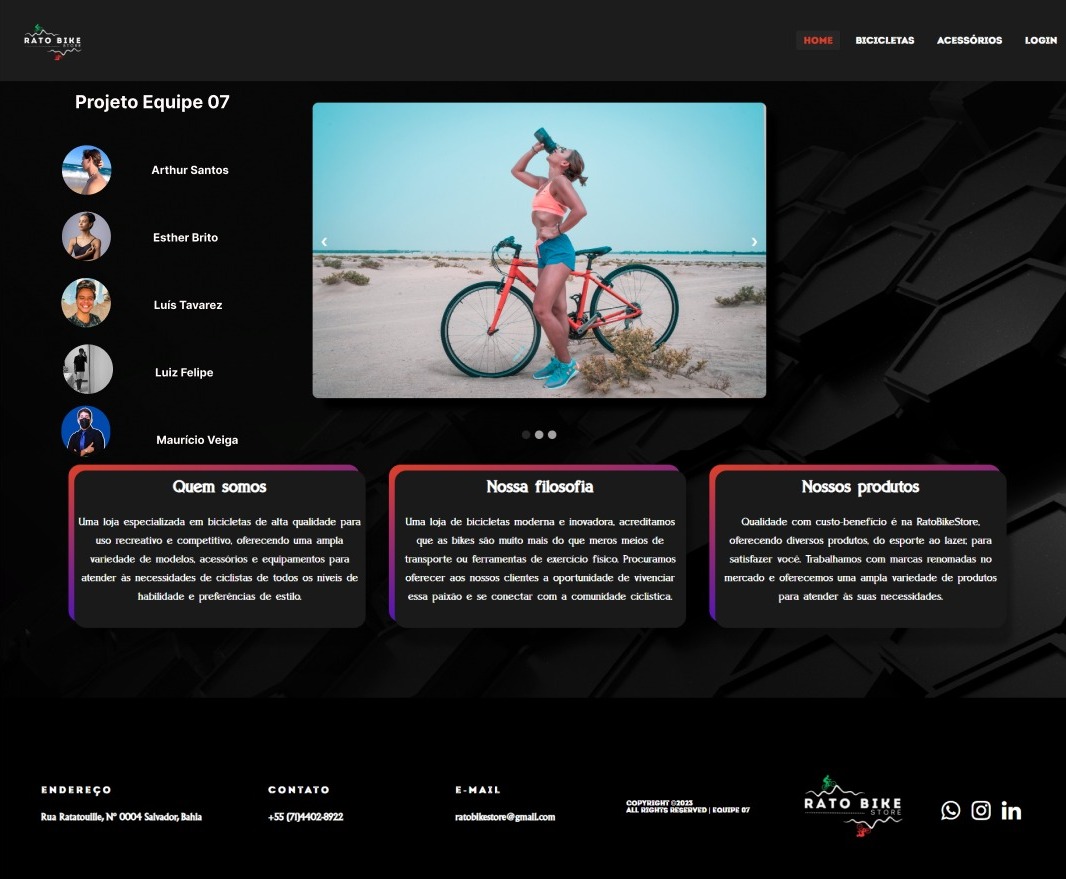 RATO BIKE
STORE
HOME
BICICLETAS
ACESSÓRIOS
LOGIN
Projeto Equipe 07
Arthur Santos
Esther Brito
Luís Tavarez
Luiz Felipe
Maurício Veiga
Quem somos
Uma loja especializada em bicicletas de alta qualidade para
uso recreativo e competitivo, oferecendo uma ampla
variedade de modelos, acessórios e equipamentos para
atender às necessidades de ciclistas de todos os níveis de
habilidade e preferências de estilo.
Nossa filosofia
Uma loja de bicicletas moderna e inovadora, acreditamos
que as bikes são muito mais do que meros meios de
transporte ou ferramentas de exercício físico. Procuramos
oferecer aos nossos clientes a oportunidade de vivenciar
essa paixão e se conectar com a comunidade ciclística.
Nossos produtos
Qualidade com custo-benefício é na RatoBikeStore,
oferecendo diversos produtos, do esporte ao lazer, para
satisfazer você. Trabalhamos com marcas renomadas no
mercado e oferecemos uma ampla variedade de produtos
para atender às suas necessidades.
ENDEREÇO
Rua Ratatouille, Nº 0004 Salvador, Bahia
CONTATO
+55 (71)4402-8922
E-MAIL
ratobikestore@gmail.com
COPYRIGHT ©2023
ALL RIGHTS RESERVED | EQUIPE 07
RATO BIKE
STORE